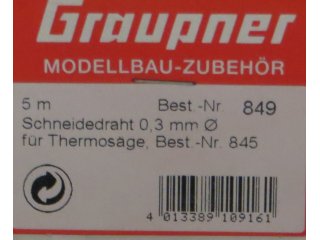 Graupner
MODELLBAU-ZUBEHÖR
5 m Best -Nr. 849
Schneidedraht 0,3 mm Ø
für Thermosäge, Best.-Nr. 845
4 013389 109161